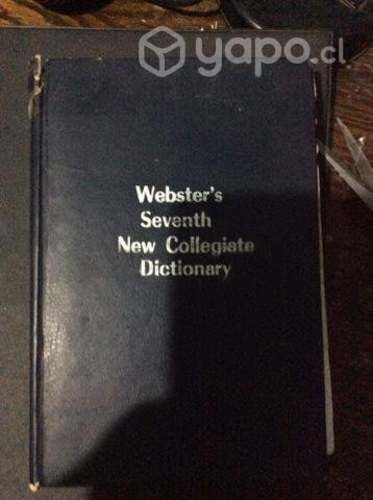 yapo.cl
Webster's
Seventh
New Collegiate
Dictionary